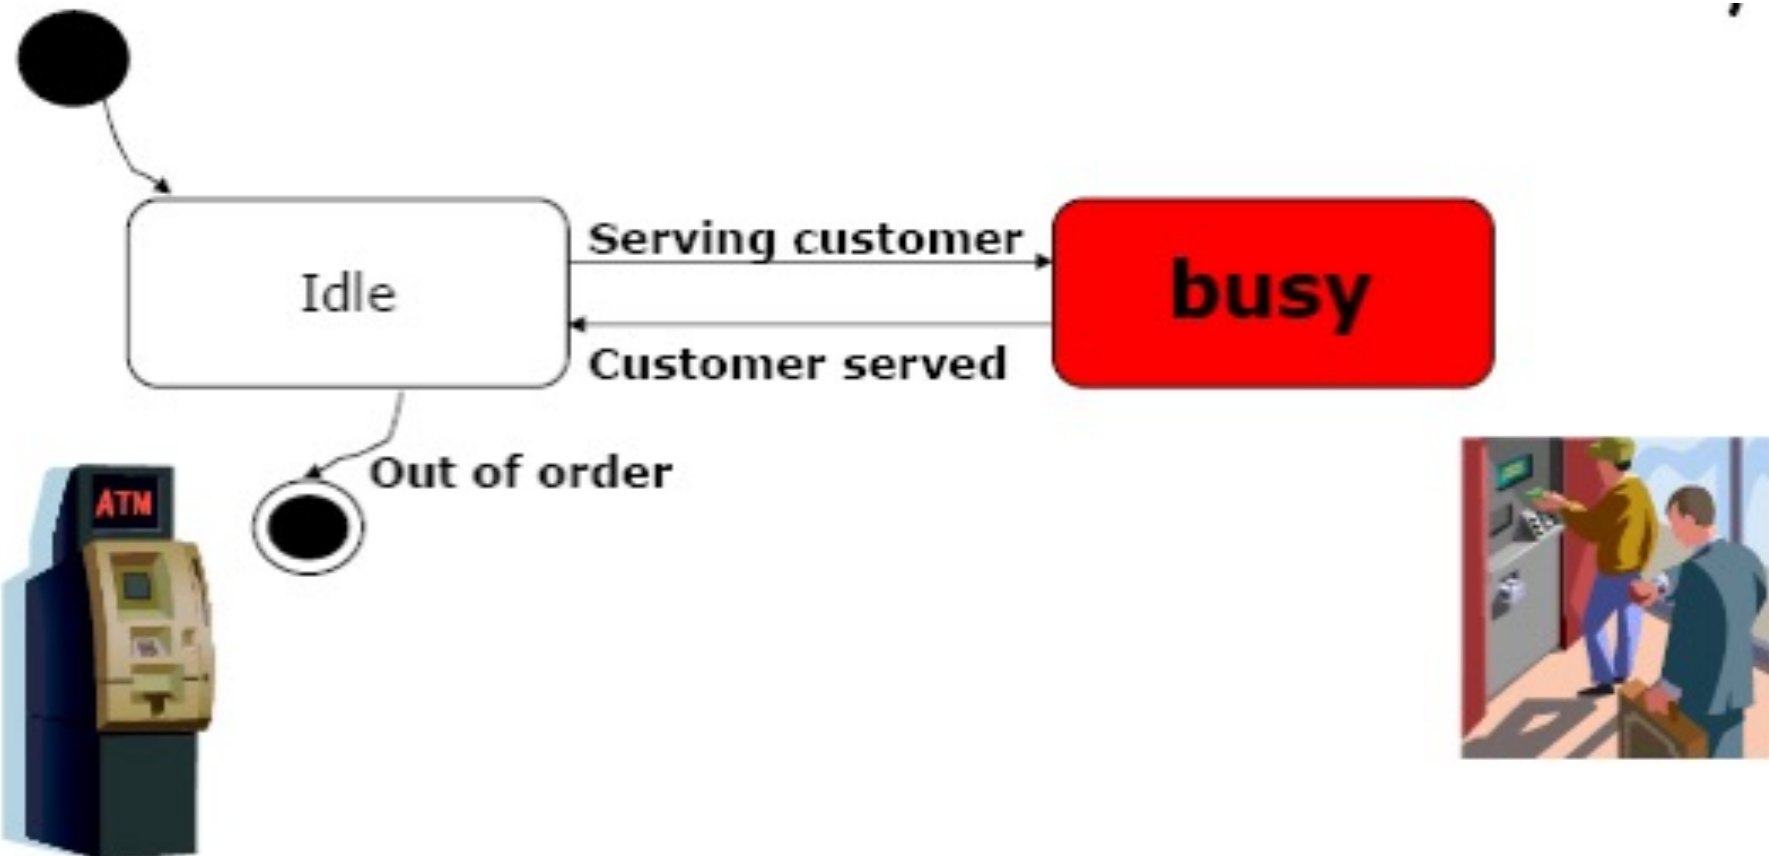 Serving customer
Idle
busy
Customer served
Out of order
ATM